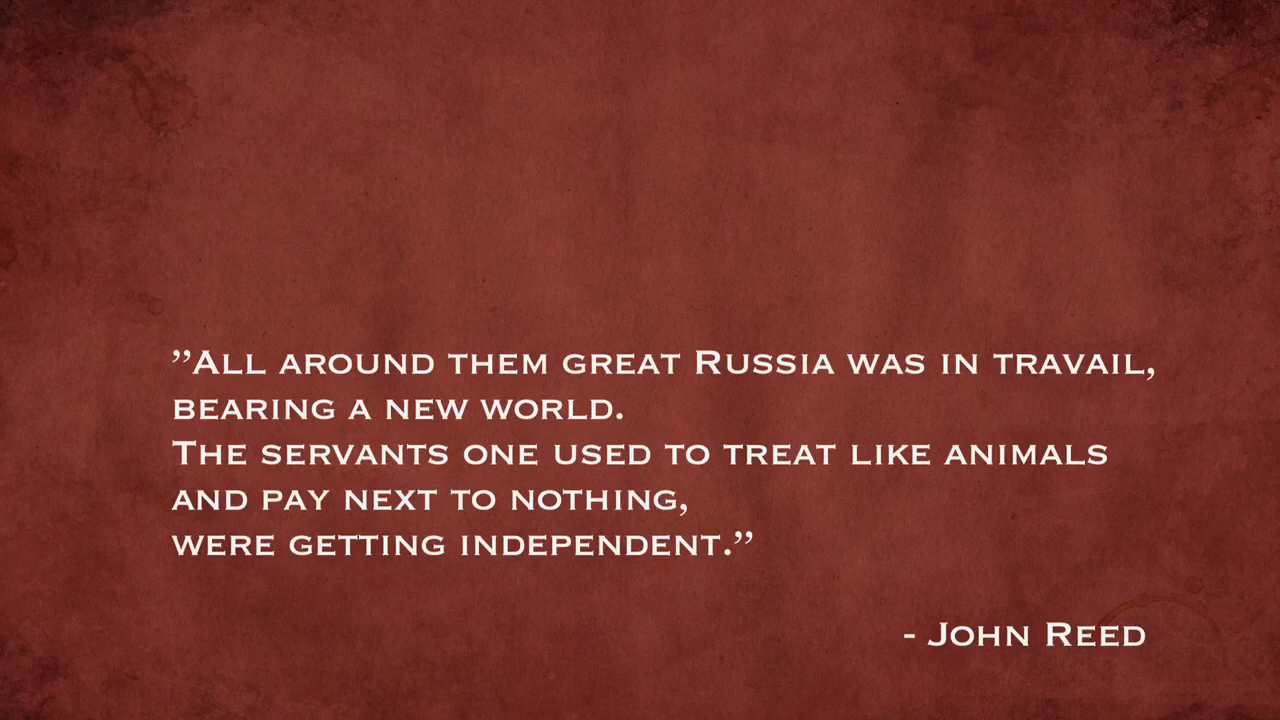 ”All around them great Russia was in travail,
bearing a new world.
The servants one used to treat like animals
and pay next to nothing,
were getting independent.”
- John Reed